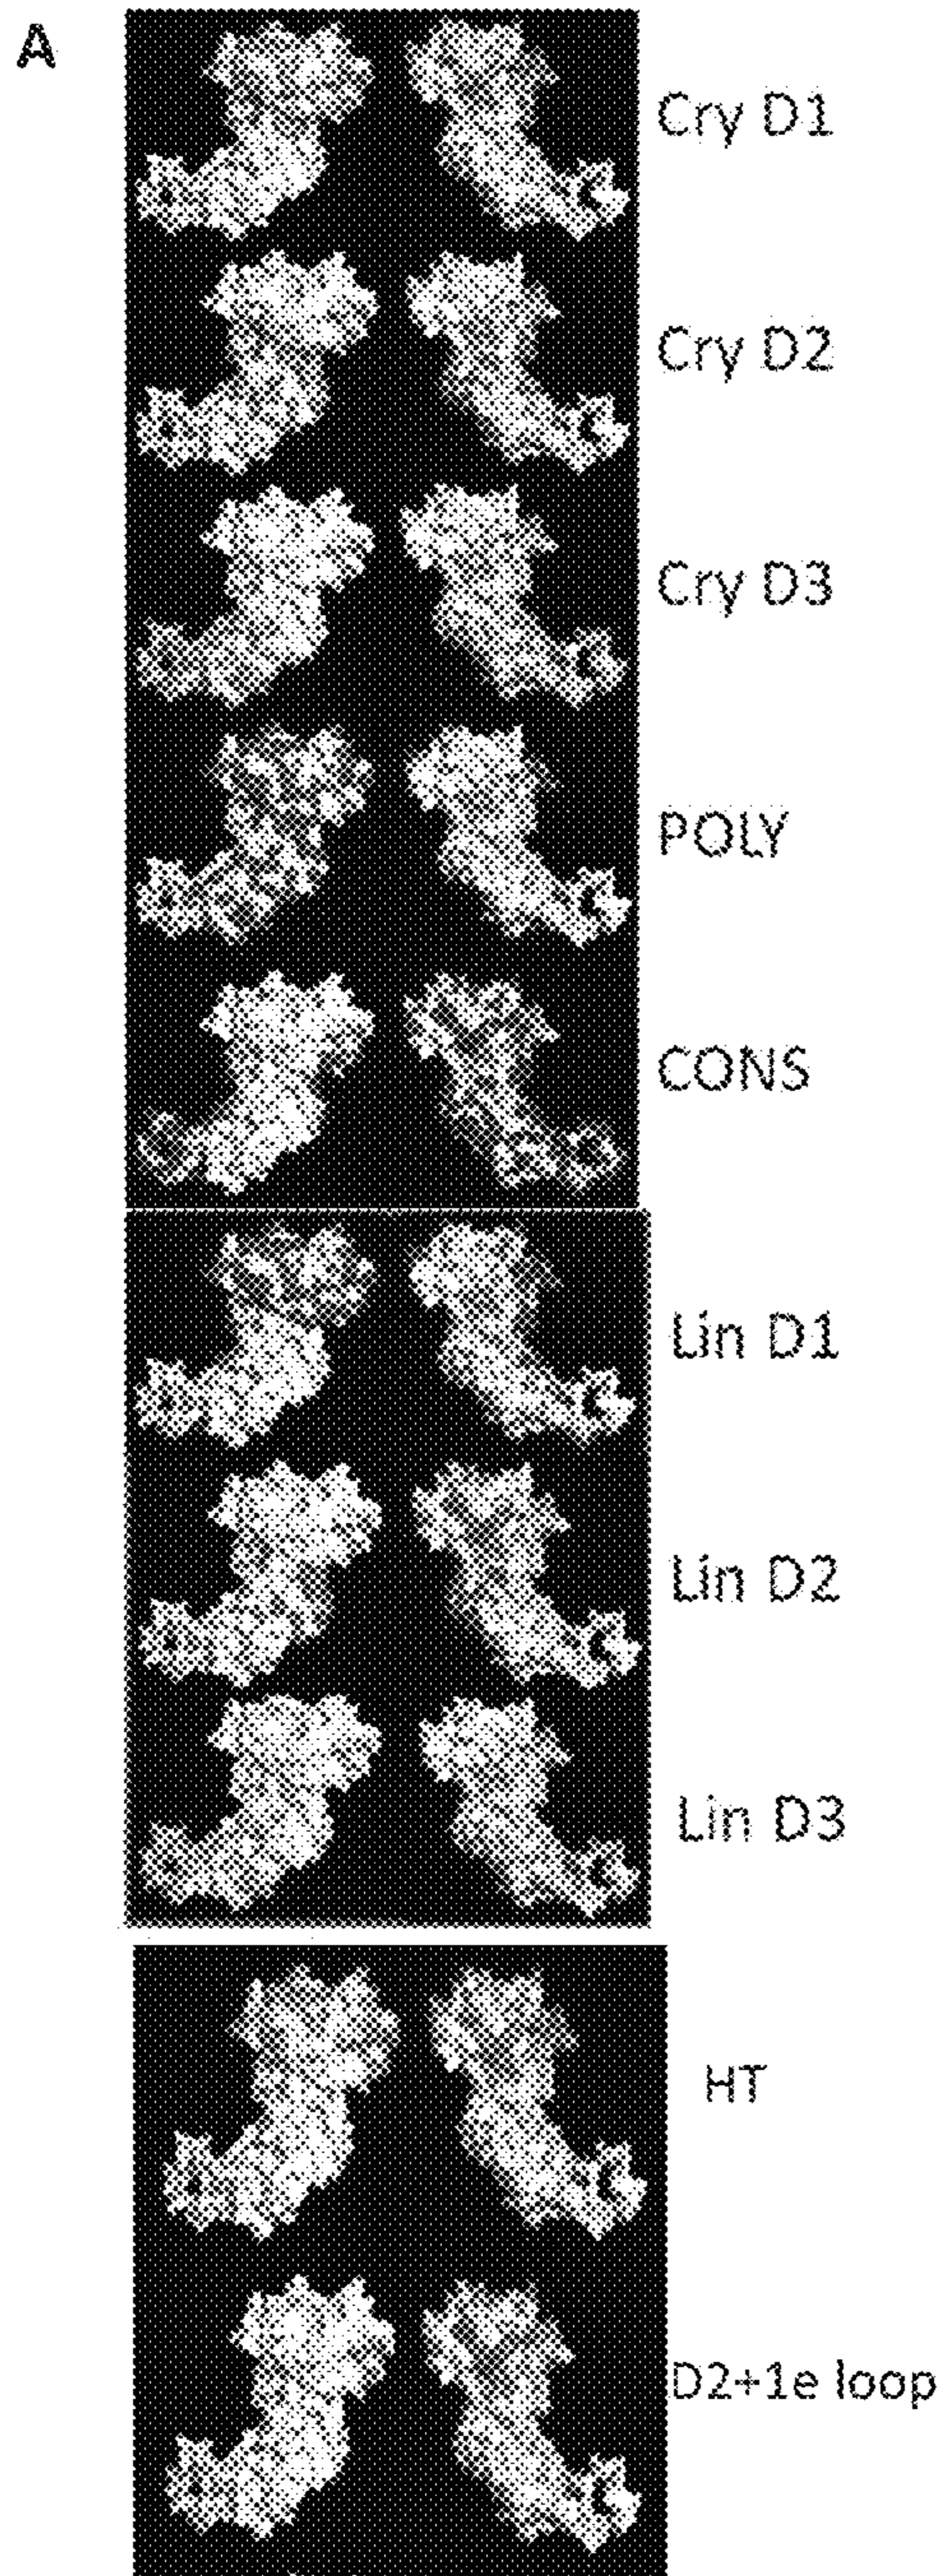 A
Cry D1
Cry D2
Cry D3
POLY
CONS
Lin D1
Lin D2
Lin D3
HT
D2+1e loop